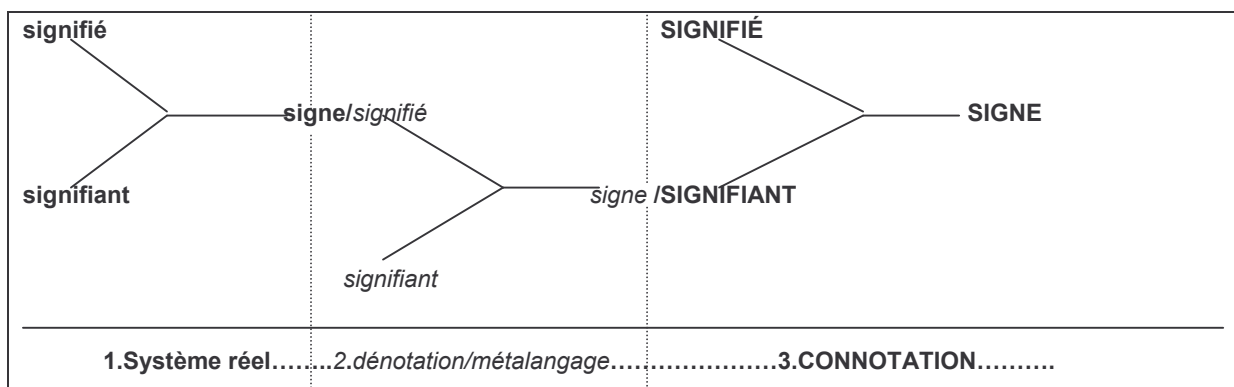 signifié SIGNIFIÉ
signe/signifié SIGNE
signifiant signe /SIGNIFIANT
signifiant
1.Système réel……..2.dénotation/métalangage…………………3.CONNOTATION……….